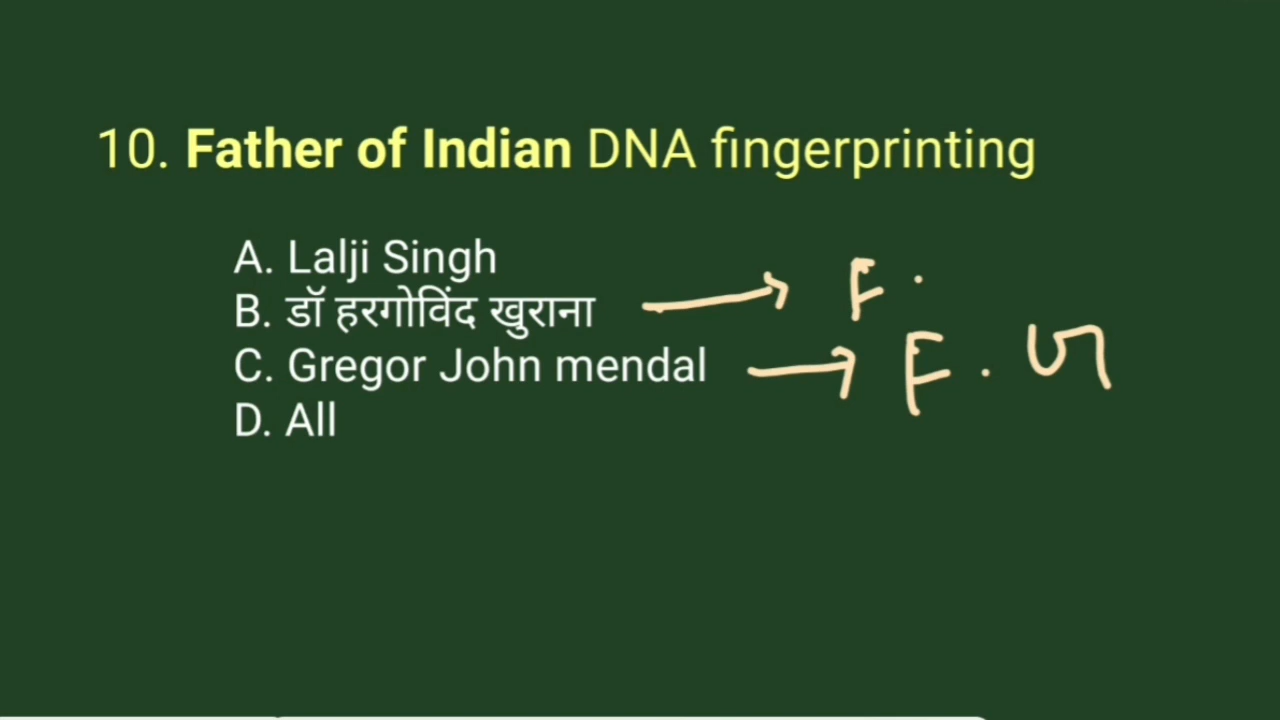 10. Father of Indian DNA fingerprinting
A. Lalji Singh
B. डॉ हरगोविंद खुराना → F.
C. Gregor John mendal → F.
D. All